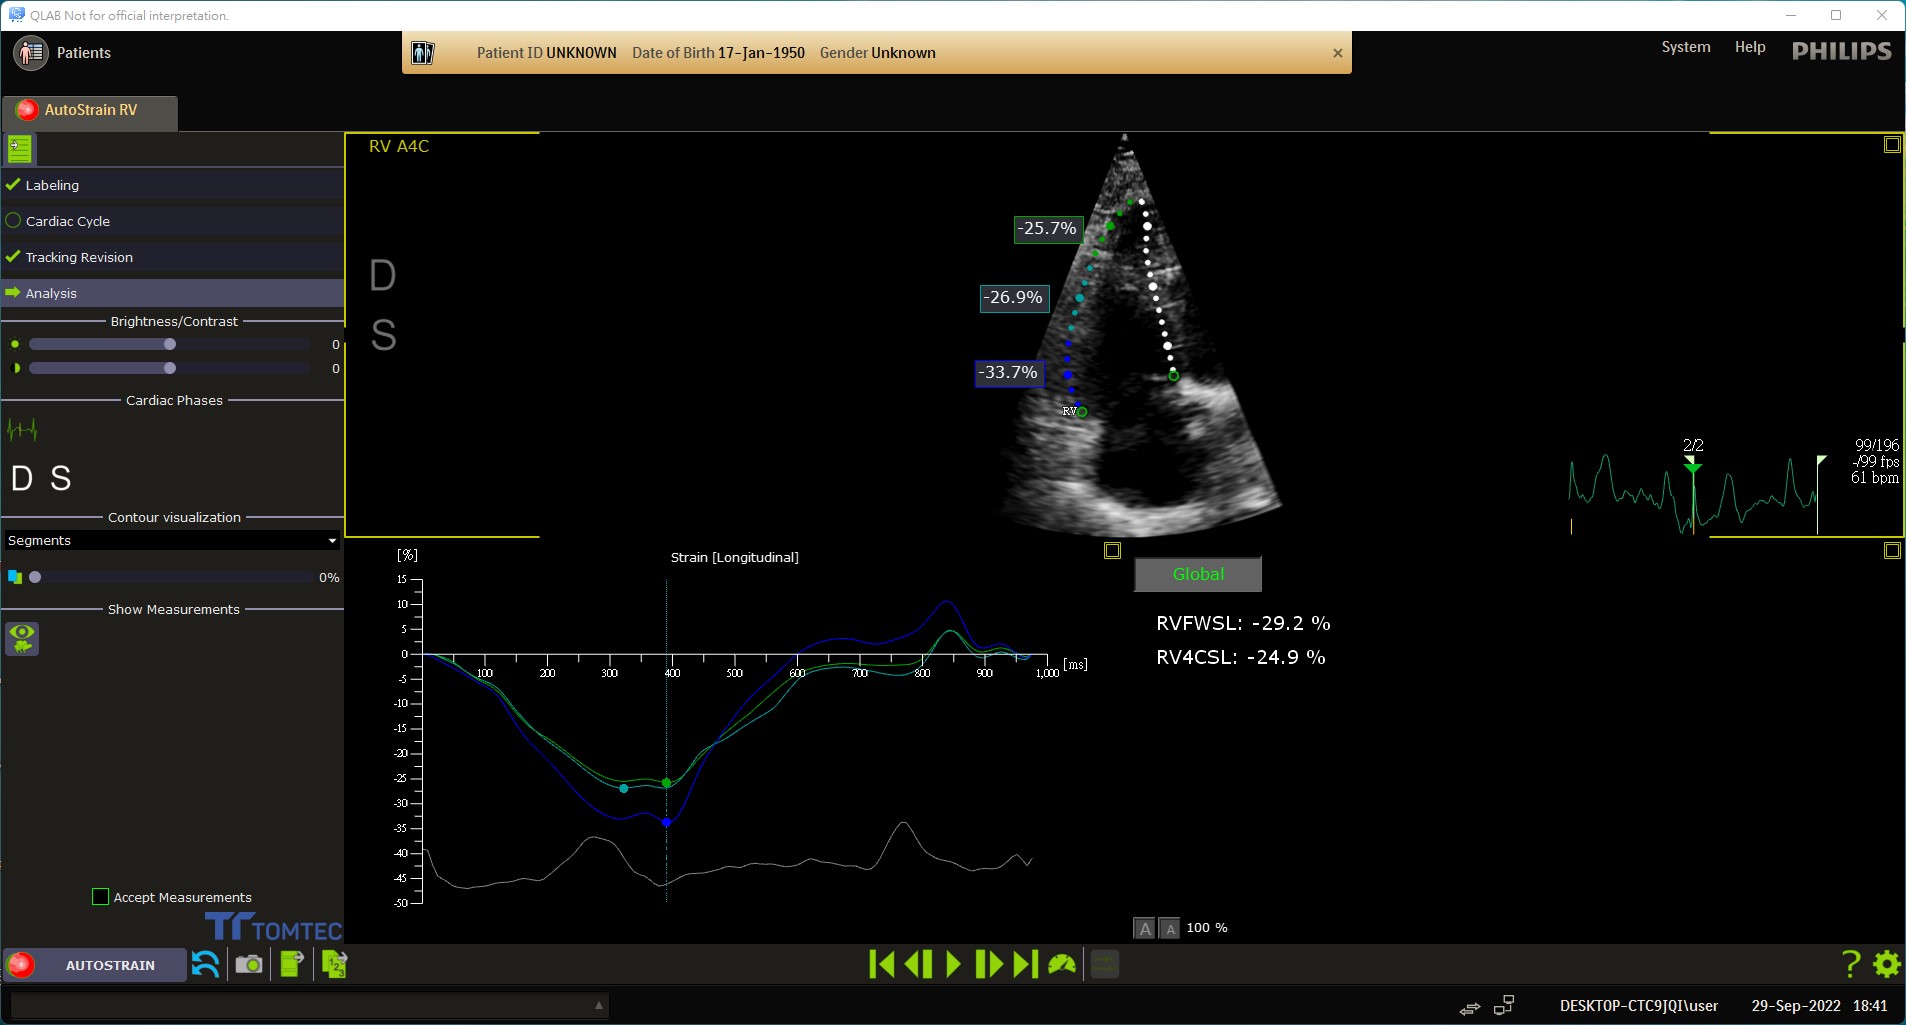 QLAB Not for official interpretation.
Patients
Patient ID UNKNOWN Date of Birth 17-Jan-1950 Gender Unknown
System Help PHILIPS
AutoStrain RV
Labeling
Cardiac Cycle
Tracking Revision
Analysis
Brightness/Contrast
0
0
Cardiac Phases
D S
Contour visualization
Segments
0%
Show Measurements
Accept Measurements
TOMTEC
RV A4C
D
S
-25.7%
-26.9%
-33.7%
RV
2/2
99/196
-/99 fps
61 bpm
[%]
Strain [Longitudinal]
15
10
5
0
-5
-10
-15
-20
-25
-30
-35
-40
-45
-50
100 200 300 400 500 600 700 800 900 1,000 [ms]
Global
RVFWSL: -29.2 %
RV4CSL: -24.9 %
A A 100 %
AUTOSTRAIN
1 2 3
?
DESKTOP-CTC9JQI\user 29-Sep-2022 18:41